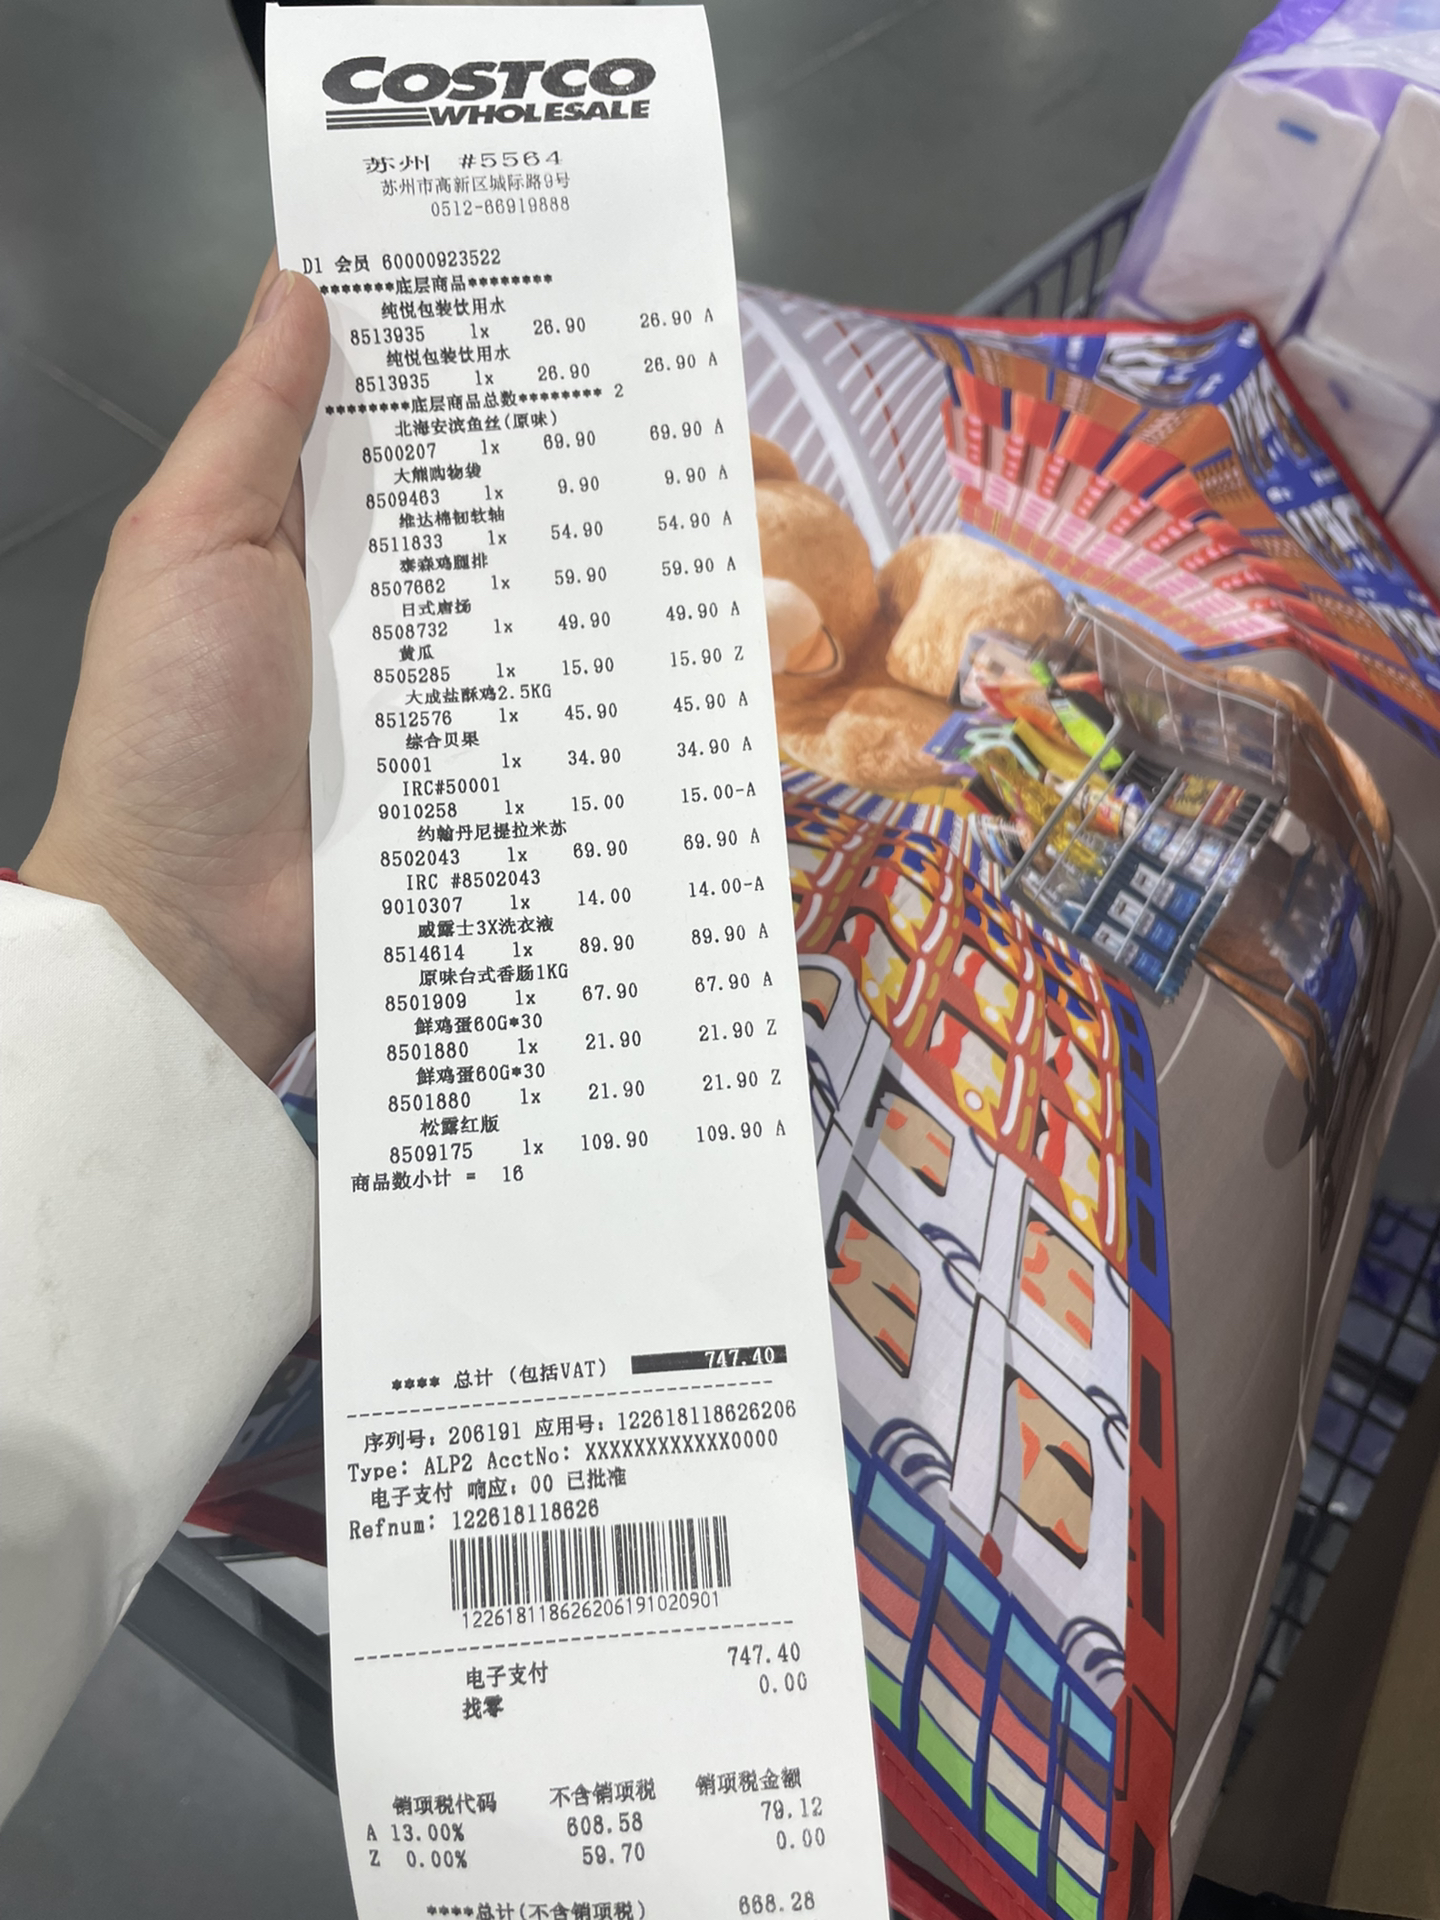 COSTCO
WHOLESALE
苏州 #5564
苏州市高新区城际路9号
0512-66919888
D1 会员 60000923522
*******底层商品********
纯悦包装饮用水
8513935 1x 26.90 26.90 A
纯悦包装饮用水
8513935 1x 26.90 26.90 A
********底层商品总数******** 2
北海安滨鱼丝(原味)
8500207 1x 69.90 69.90 A
大熊购物袋
8509463 1x 9.90 9.90 A
维达棉韧软抽
8511833 1x 54.90 54.90 A
泰森鸡腿排
8507662 1x 59.90 59.90 A
日式唐扬
8508732 1x 49.90 49.90 A
黄瓜
8505285 1x 15.90 15.90 Z
大成盐酥鸡2.5KG
8512576 1x 45.90 45.90 A
综合贝果
50001 1x 34.90 34.90 A
IRC#50001
9010258 1x 15.00 15.00-A
约翰丹尼提拉米苏
8502043 1x 69.90 69.90 A
IRC #8502043
9010307 1x 14.00 14.00-A
威露士3X洗衣液
8514614 1x 89.90 89.90 A
原味台式香肠1KG
8501909 1x 67.90 67.90 A
鲜鸡蛋60G*30
8501880 1x 21.90 21.90 Z
鲜鸡蛋60G*30
8501880 1x 21.90 21.90 Z
松露红版
8509175 1x 109.90 109.90 A
商品数小计 = 16
**** 总计 (包括VAT) 747.40
序列号: 206191 应用号: 122618118626206
Type: ALP2 AcctNo: XXXXXXXXXXXX0000
电子支付 响应: 00 已批准
Refnum: 122618118626
122618118626206191020901
电子支付 747.40
找零 0.00
销项税代码 不含销项税 销项税金额
A 13.00% 608.58 79.12
Z 0.00% 59.70 0.00
****总计(不含销项税) 668.28